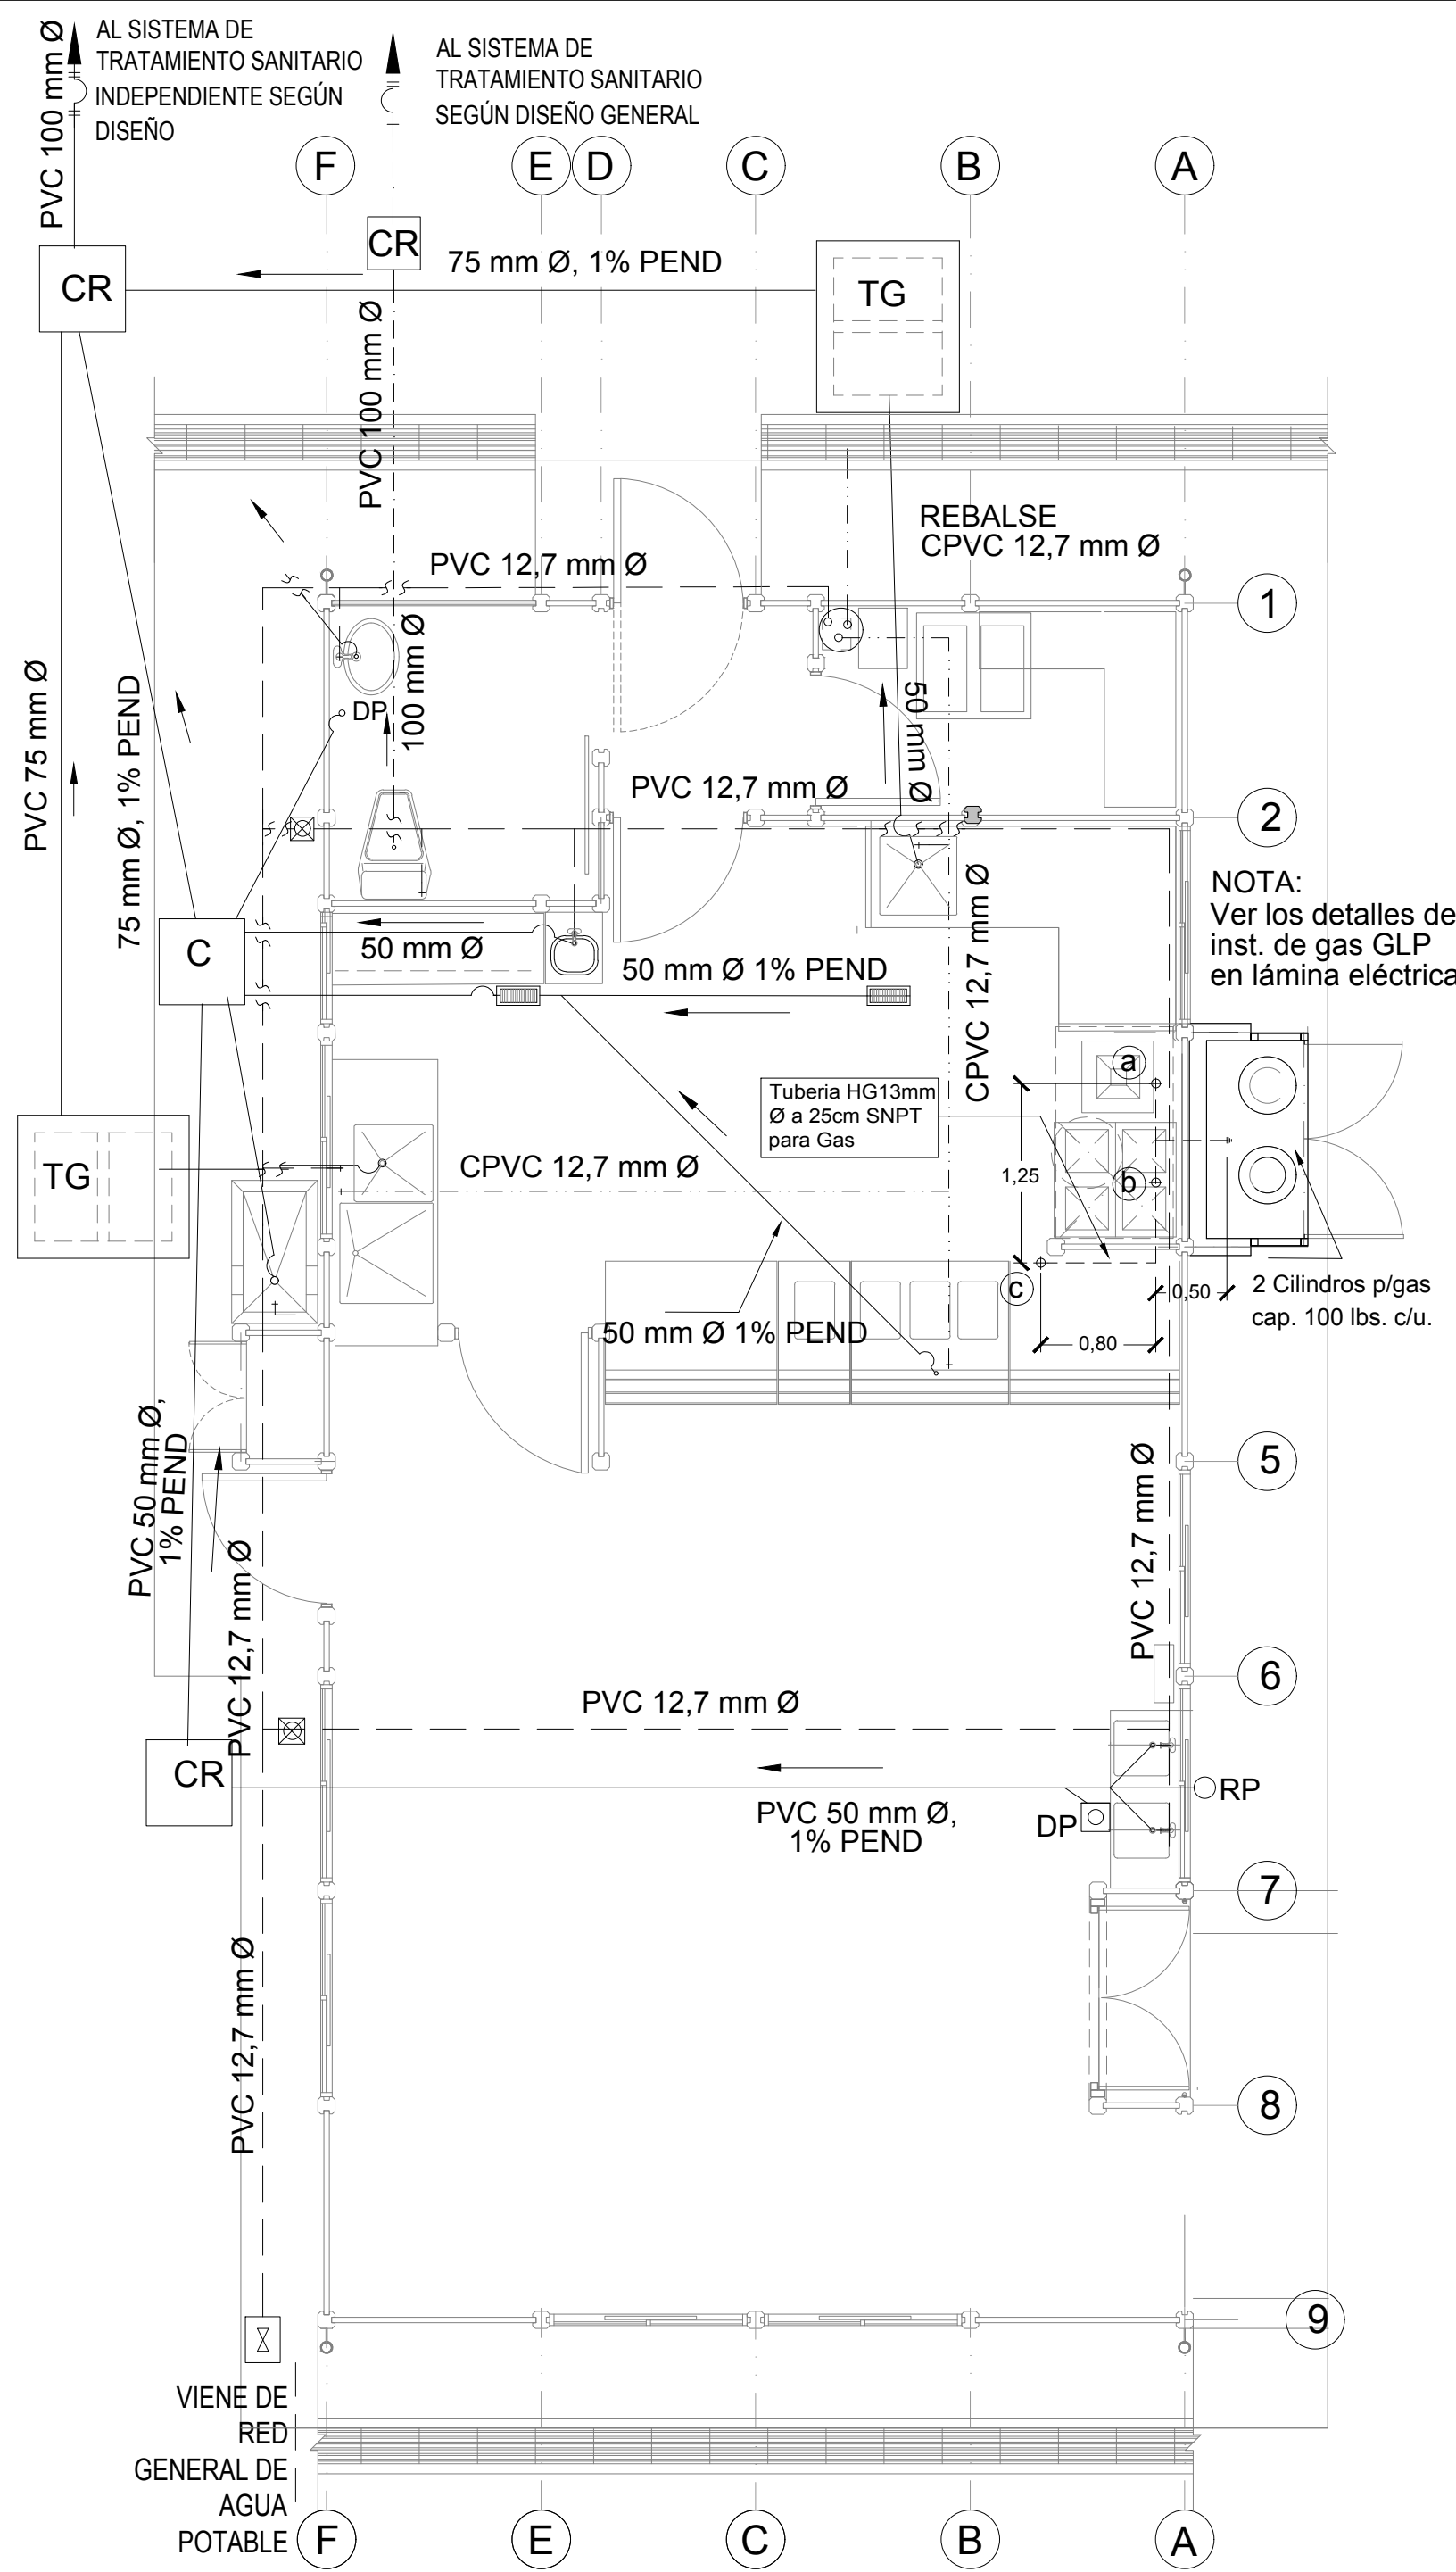 PVC 100 mm Ø
AL SISTEMA DE
TRATAMIENTO SANITARIO
INDEPENDIENTE SEGÚN
DISEÑO
AL SISTEMA DE
TRATAMIENTO SANITARIO
SEGÚN DISEÑO GENERAL
F
E
D
C
B
A
CR
CR
75 mm Ø, 1% PEND
TG
PVC 100 mm Ø
REBALSE
CPVC 12,7 mm Ø
PVC 12,7 mm Ø
1
100 mm Ø
DP
50 mm Ø
PVC 75 mm Ø
75 mm Ø, 1% PEND
PVC 12,7 mm Ø
2
NOTA:
Ver los detalles de
inst. de gas GLP
en lámina eléctrica
C
50 mm Ø
50 mm Ø 1% PEND
CPVC 12,7 mm Ø
a
Tuberia HG13mm
Ø a 25cm SNPT
para Gas
TG
CPVC 12,7 mm Ø
1,25
b
c
0,50
2 Cilindros p/gas
cap. 100 lbs. c/u.
50 mm Ø 1% PEND
0,80
PVC 50 mm Ø,
1% PEND
5
PVC 12,7 mm Ø
PVC 12,7 mm Ø
6
PVC 12,7 mm Ø
CR
RP
PVC 50 mm Ø,
1% PEND
DP
7
PVC 12,7 mm Ø
8
9
VIENE DE
RED
GENERAL DE
AGUA
POTABLE
F
E
C
B
A